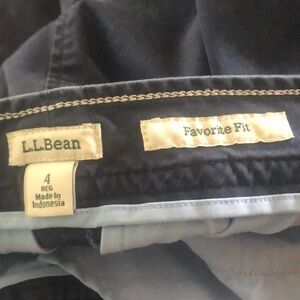 L.L.Bean
Favorite Fit
4
REG
Made in
Indonesia